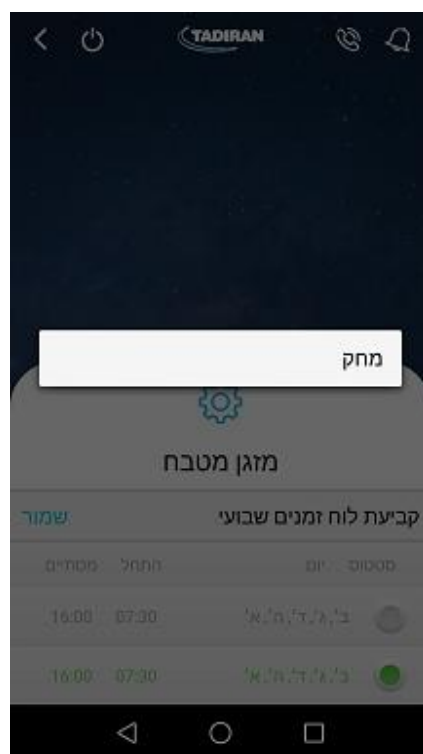 TADIRAN
מחק
מזגן מטבח
קביעת לוח זמנים שבועי שמור
סטטוס יום התחל מסתיים
ב',ג',ד',ה',א' 07:30 16:00
ב',ג',ד',ה',א' 07:30 16:00